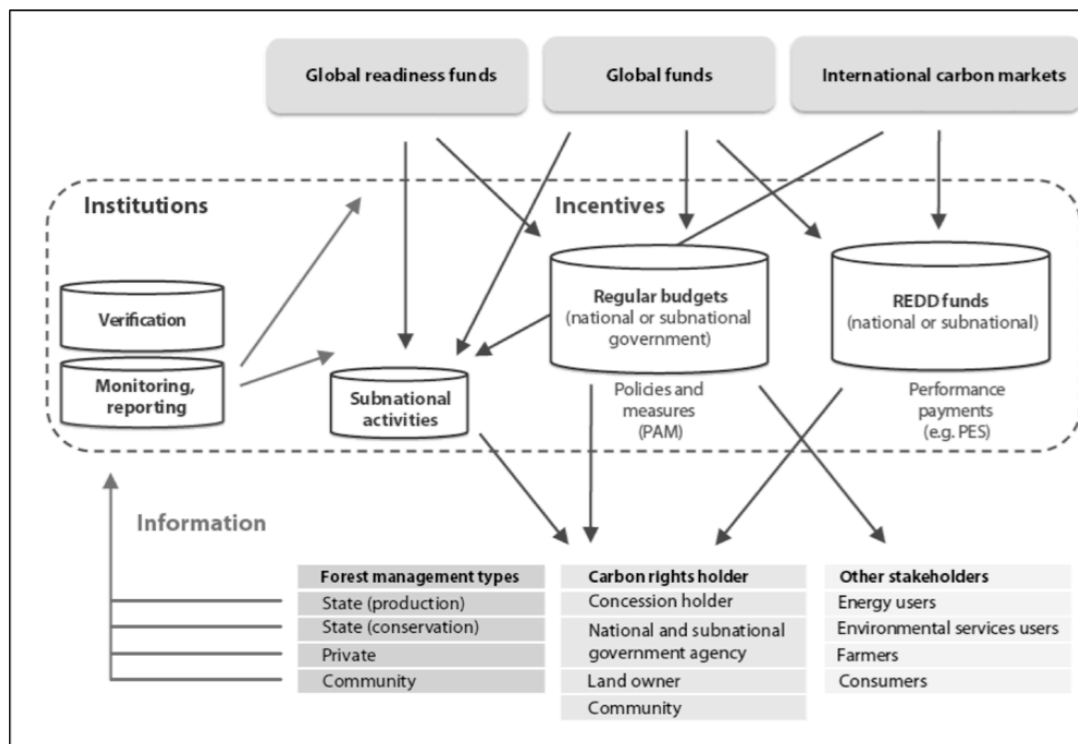 Global readiness funds
Global funds
International carbon markets
Institutions
Incentives
Verification
Monitoring,
reporting
Subnational
activities
Regular budgets
(national or subnational
government)
Policies and
measures
(PAM)
REDD funds
(national or subnational)
Performance
payments
(e.g. PES)
Information
Forest management types
State (production)
State (conservation)
Private
Community
Carbon rights holder
Concession holder
National and subnational
government agency
Land owner
Community
Other stakeholders
Energy users
Environmental services users
Farmers
Consumers